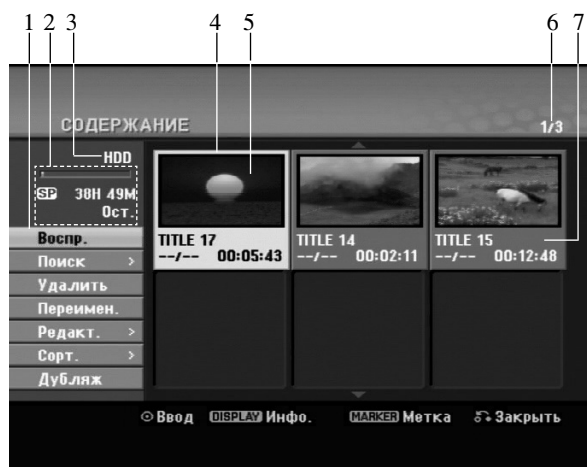 1 2 3 4 5 6 7
СОДЕРЖАНИЕ
1/3
HDD
SP 38H 49M
Ост.
Воспр.
Поиск >
Удалить
Переимен.
Редакт. >
Сорт. >
Дубляж
TITLE 17
--/-- 00:05:43
TITLE 14
--/-- 00:02:11
TITLE 15
--/-- 00:12:48
Ввод DISPLAY Инфо. MARKER Метка Закрыть